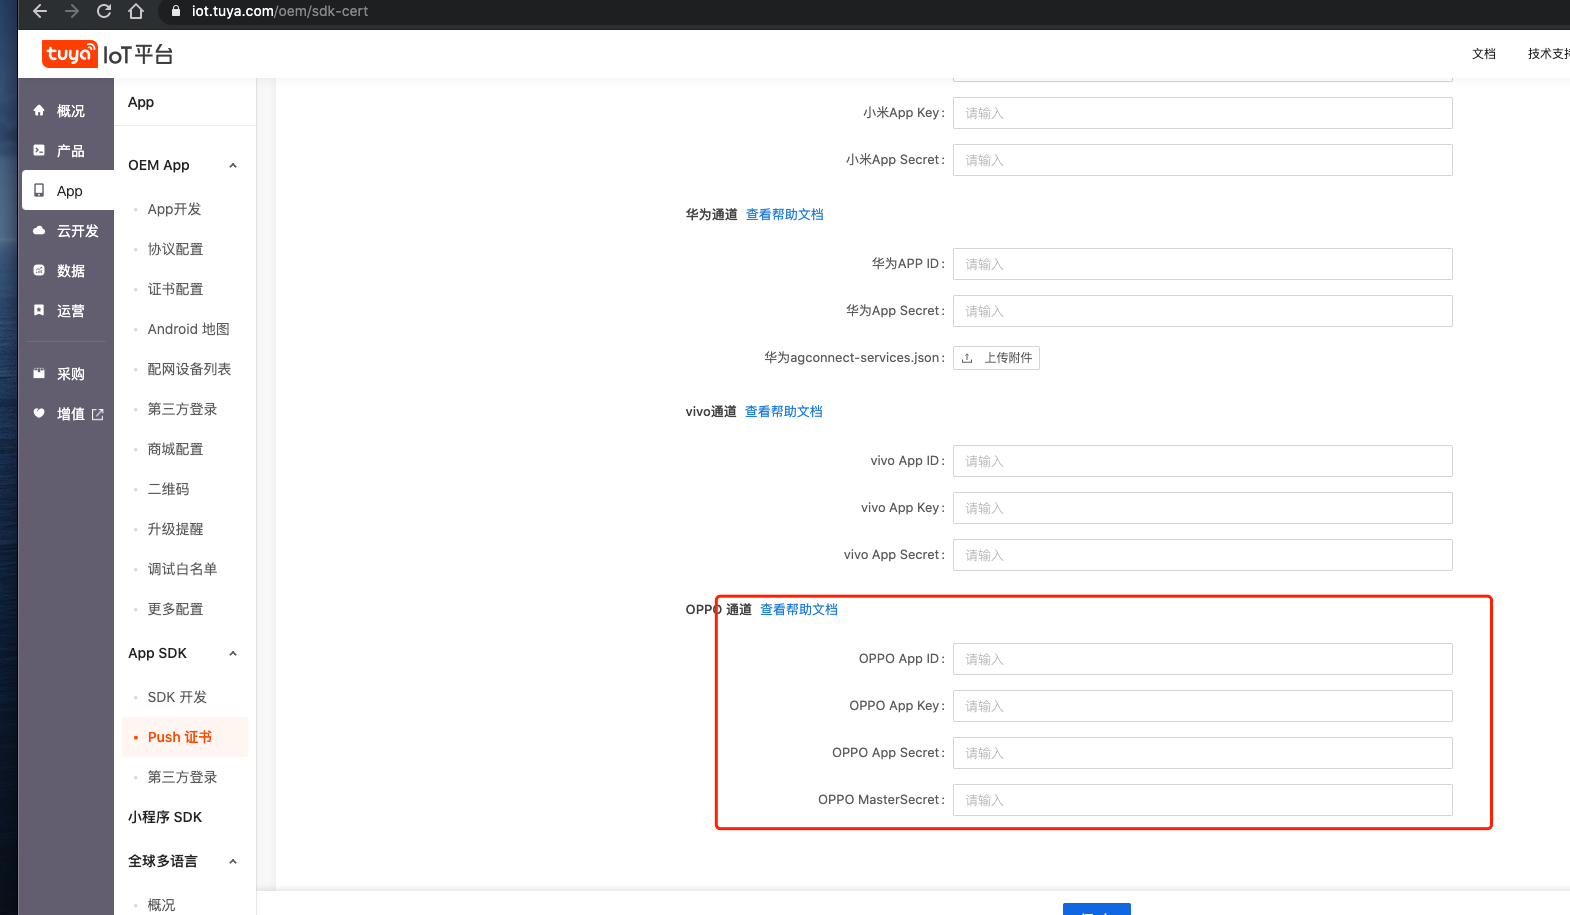 iot.tuya.com/oem/sdk-cert
tuya IoT平台
文档
技术支持
概况
产品
App
云开发
数据
运营
采购
增值
App
OEM App
App开发
协议配置
证书配置
Android 地图
配网设备列表
第三方登录
商城配置
二维码
升级提醒
调试白名单
更多配置
App SDK
SDK 开发
Push 证书
第三方登录
小程序 SDK
全球多语言
概况
小米App Key: 请输入
小米App Secret: 请输入
华为通道 查看帮助文档
华为APP ID: 请输入
华为App Secret: 请输入
华为agconnect-services.json: 上传附件
vivo通道 查看帮助文档
vivo App ID: 请输入
vivo App Key: 请输入
vivo App Secret: 请输入
OPPO 通道 查看帮助文档
OPPO App ID: 请输入
OPPO App Key: 请输入
OPPO App Secret: 请输入
OPPO MasterSecret: 请输入